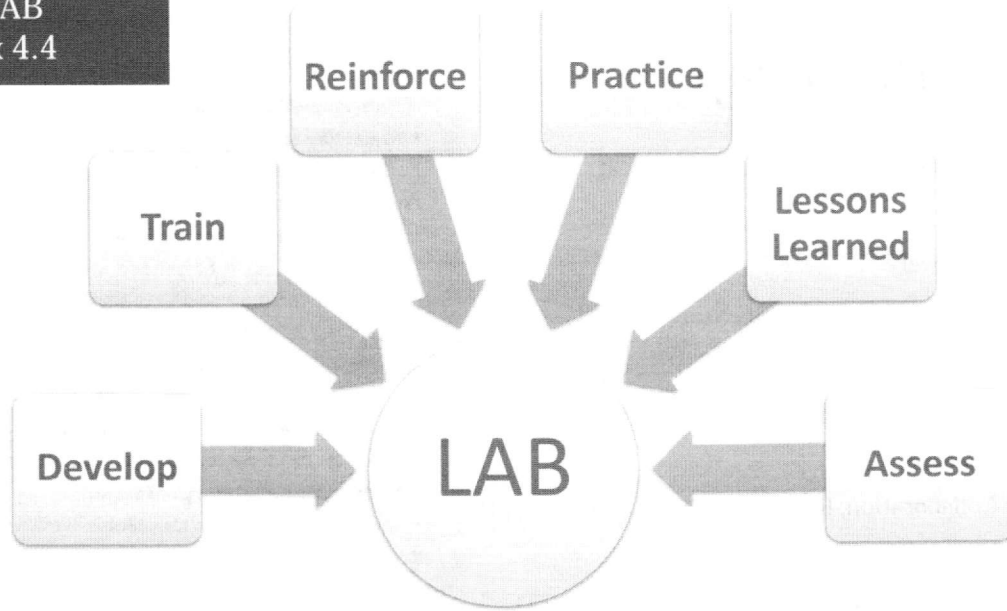 AB
4.4
Reinforce
Practice
Train
Lessons
Learned
Develop
LAB
Assess